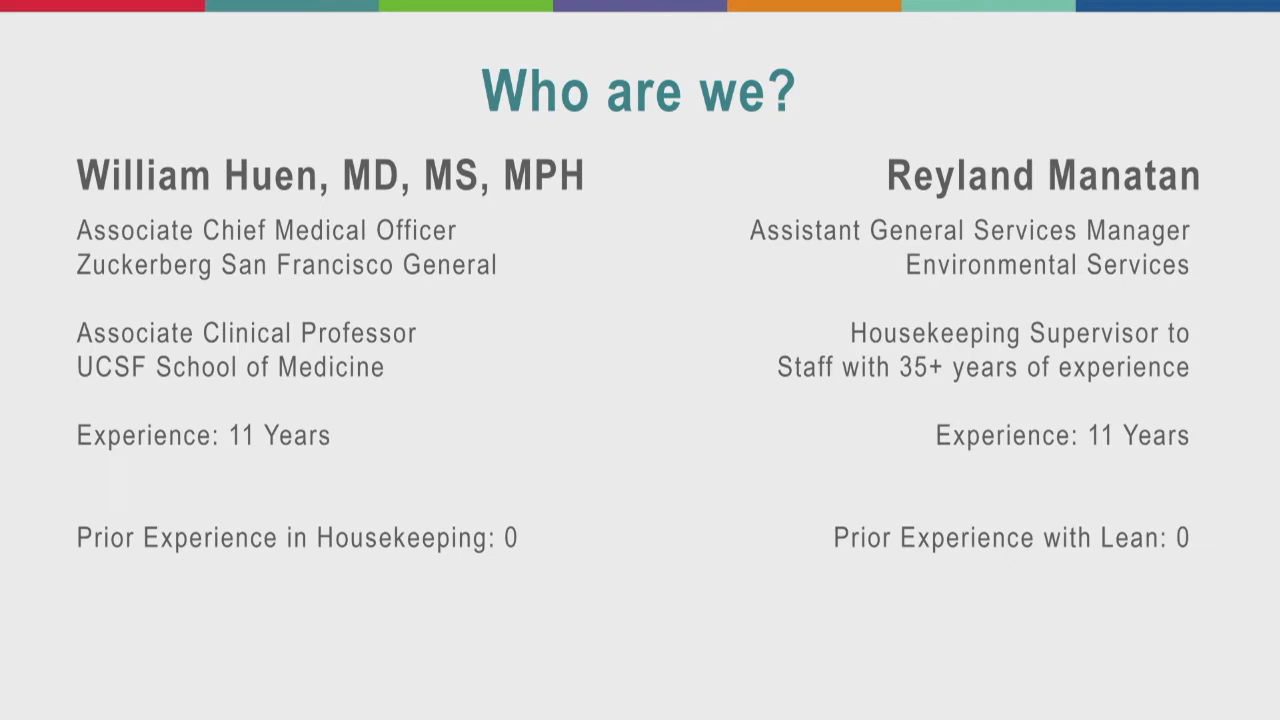 Who are we?
William Huen, MD, MS, MPH
Associate Chief Medical Officer
Zuckerberg San Francisco General
Associate Clinical Professor
UCSF School of Medicine
Experience: 11 Years
Prior Experience in Housekeeping: 0
Reyland Manatan
Assistant General Services Manager
Environmental Services
Housekeeping Supervisor to
Staff with 35+ years of experience
Experience: 11 Years
Prior Experience with Lean: 0